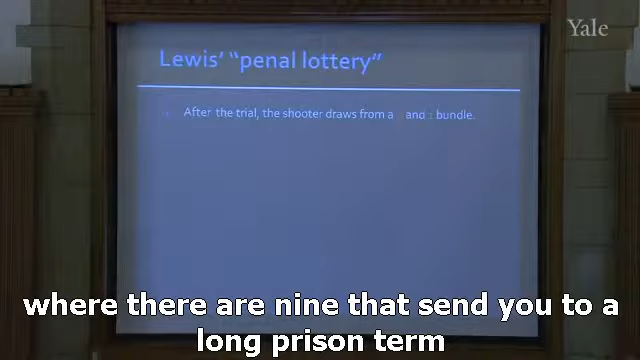 Yale
Lewis' "penal lottery"
After the trial, the shooter draws from a and : bundle.
where there are nine that send you to a
long prison term